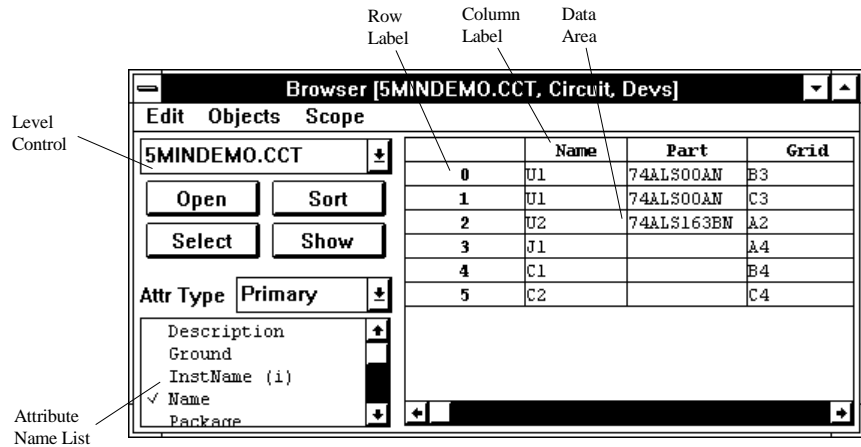 Row
Label
Column
Label
Data
Area
Level
Control
Browser [5MINDEMO.CCT, Circuit, Devs]
Edit Objects Scope
5MINDEMO.CCT
Open Sort
Select Show
Attr Type Primary
Description
Ground
InstName (i)
√ Name
Package
Attribute
Name List
Name Part Grid
0 U1 74ALS00AN B3
1 U1 74ALS00AN C3
2 U2 74ALS163BN A2
3 J1 A4
4 C1 B4
5 C2 C4